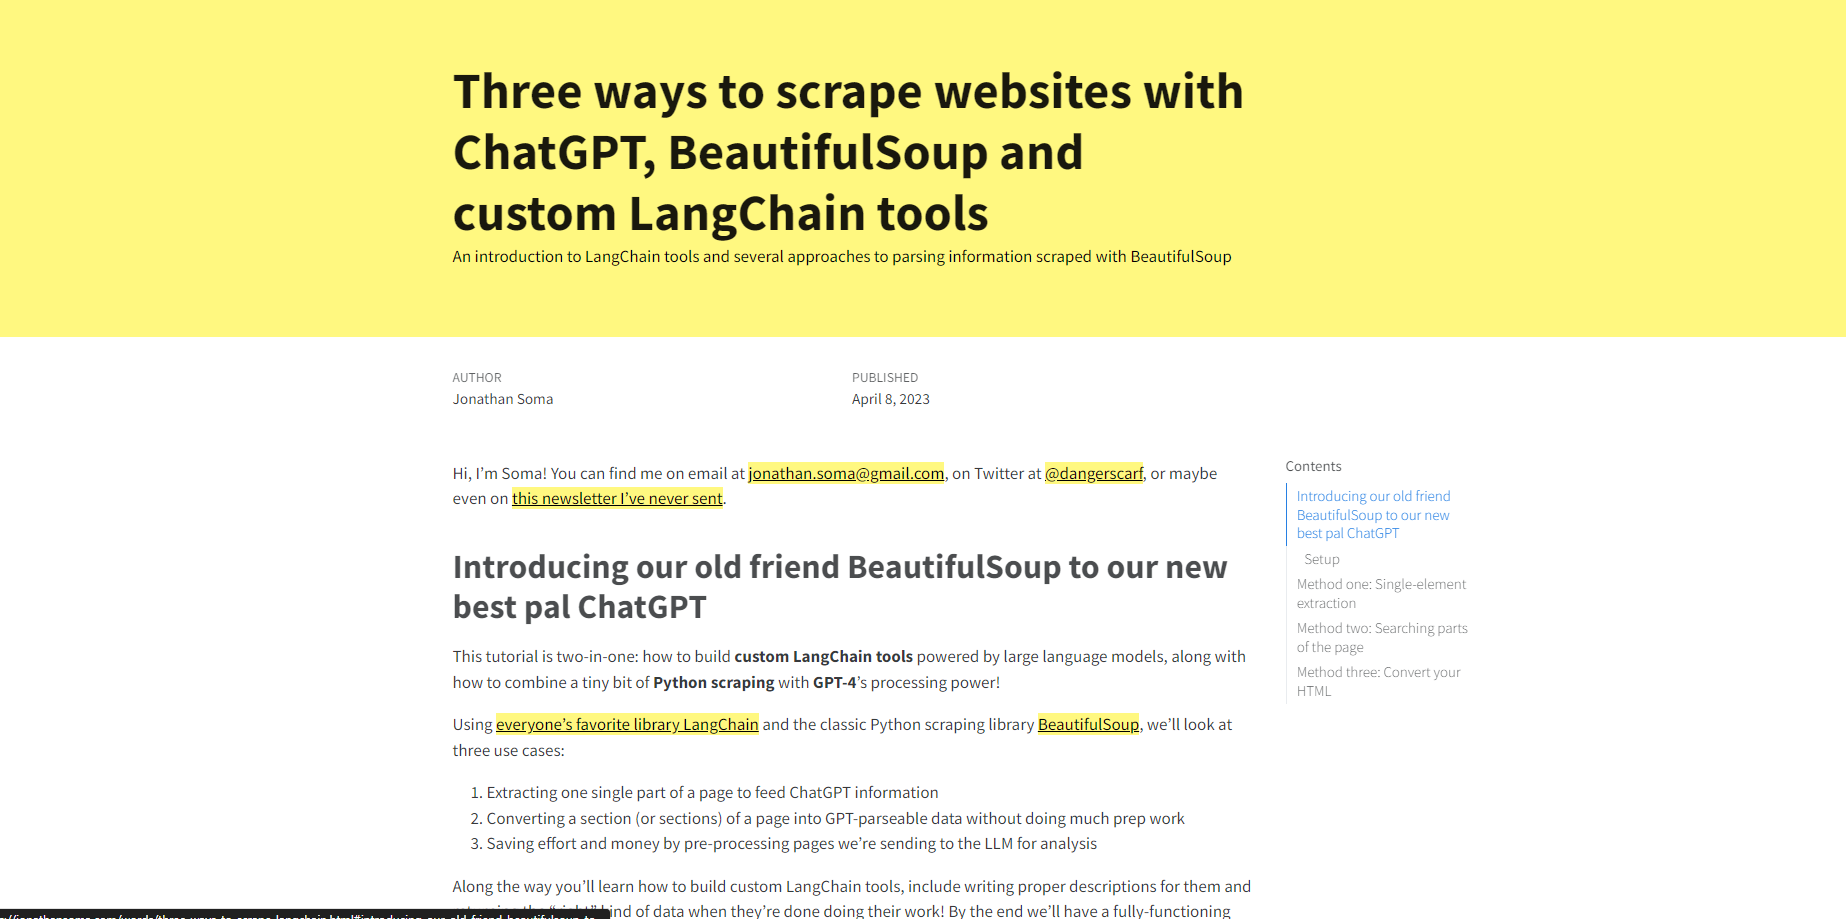 Three ways to scrape websites with
ChatGPT, BeautifulSoup and
custom LangChain tools
An introduction to LangChain tools and several approaches to parsing information scraped with BeautifulSoup
AUTHOR
Jonathan Soma
PUBLISHED
April 8, 2023
Hi, I’m Soma! You can find me on email at jonathan.soma@gmail.com, on Twitter at @dangerscarf, or maybe
even on this newsletter I’ve never sent.
Introducing our old friend BeautifulSoup to our new
best pal ChatGPT
This tutorial is two-in-one: how to build custom LangChain tools powered by large language models, along with
how to combine a tiny bit of Python scraping with GPT-4’s processing power!
Using everyone’s favorite library LangChain and the classic Python scraping library BeautifulSoup, we’ll look at
three use cases:
1. Extracting one single part of a page to feed ChatGPT information
2. Converting a section (or sections) of a page into GPT-parseable data without doing much prep work
3. Saving effort and money by pre-processing pages we’re sending to the LLM for analysis
Along the way you’ll learn how to build custom LangChain tools, include writing proper descriptions for them and
kind of data when they’re done doing their work! By the end we’ll have a fully-functioning
Contents
Introducing our old friend
BeautifulSoup to our new
best pal ChatGPT
Setup
Method one: Single-element
extraction
Method two: Searching parts
of the page
Method three: Convert your
HTML